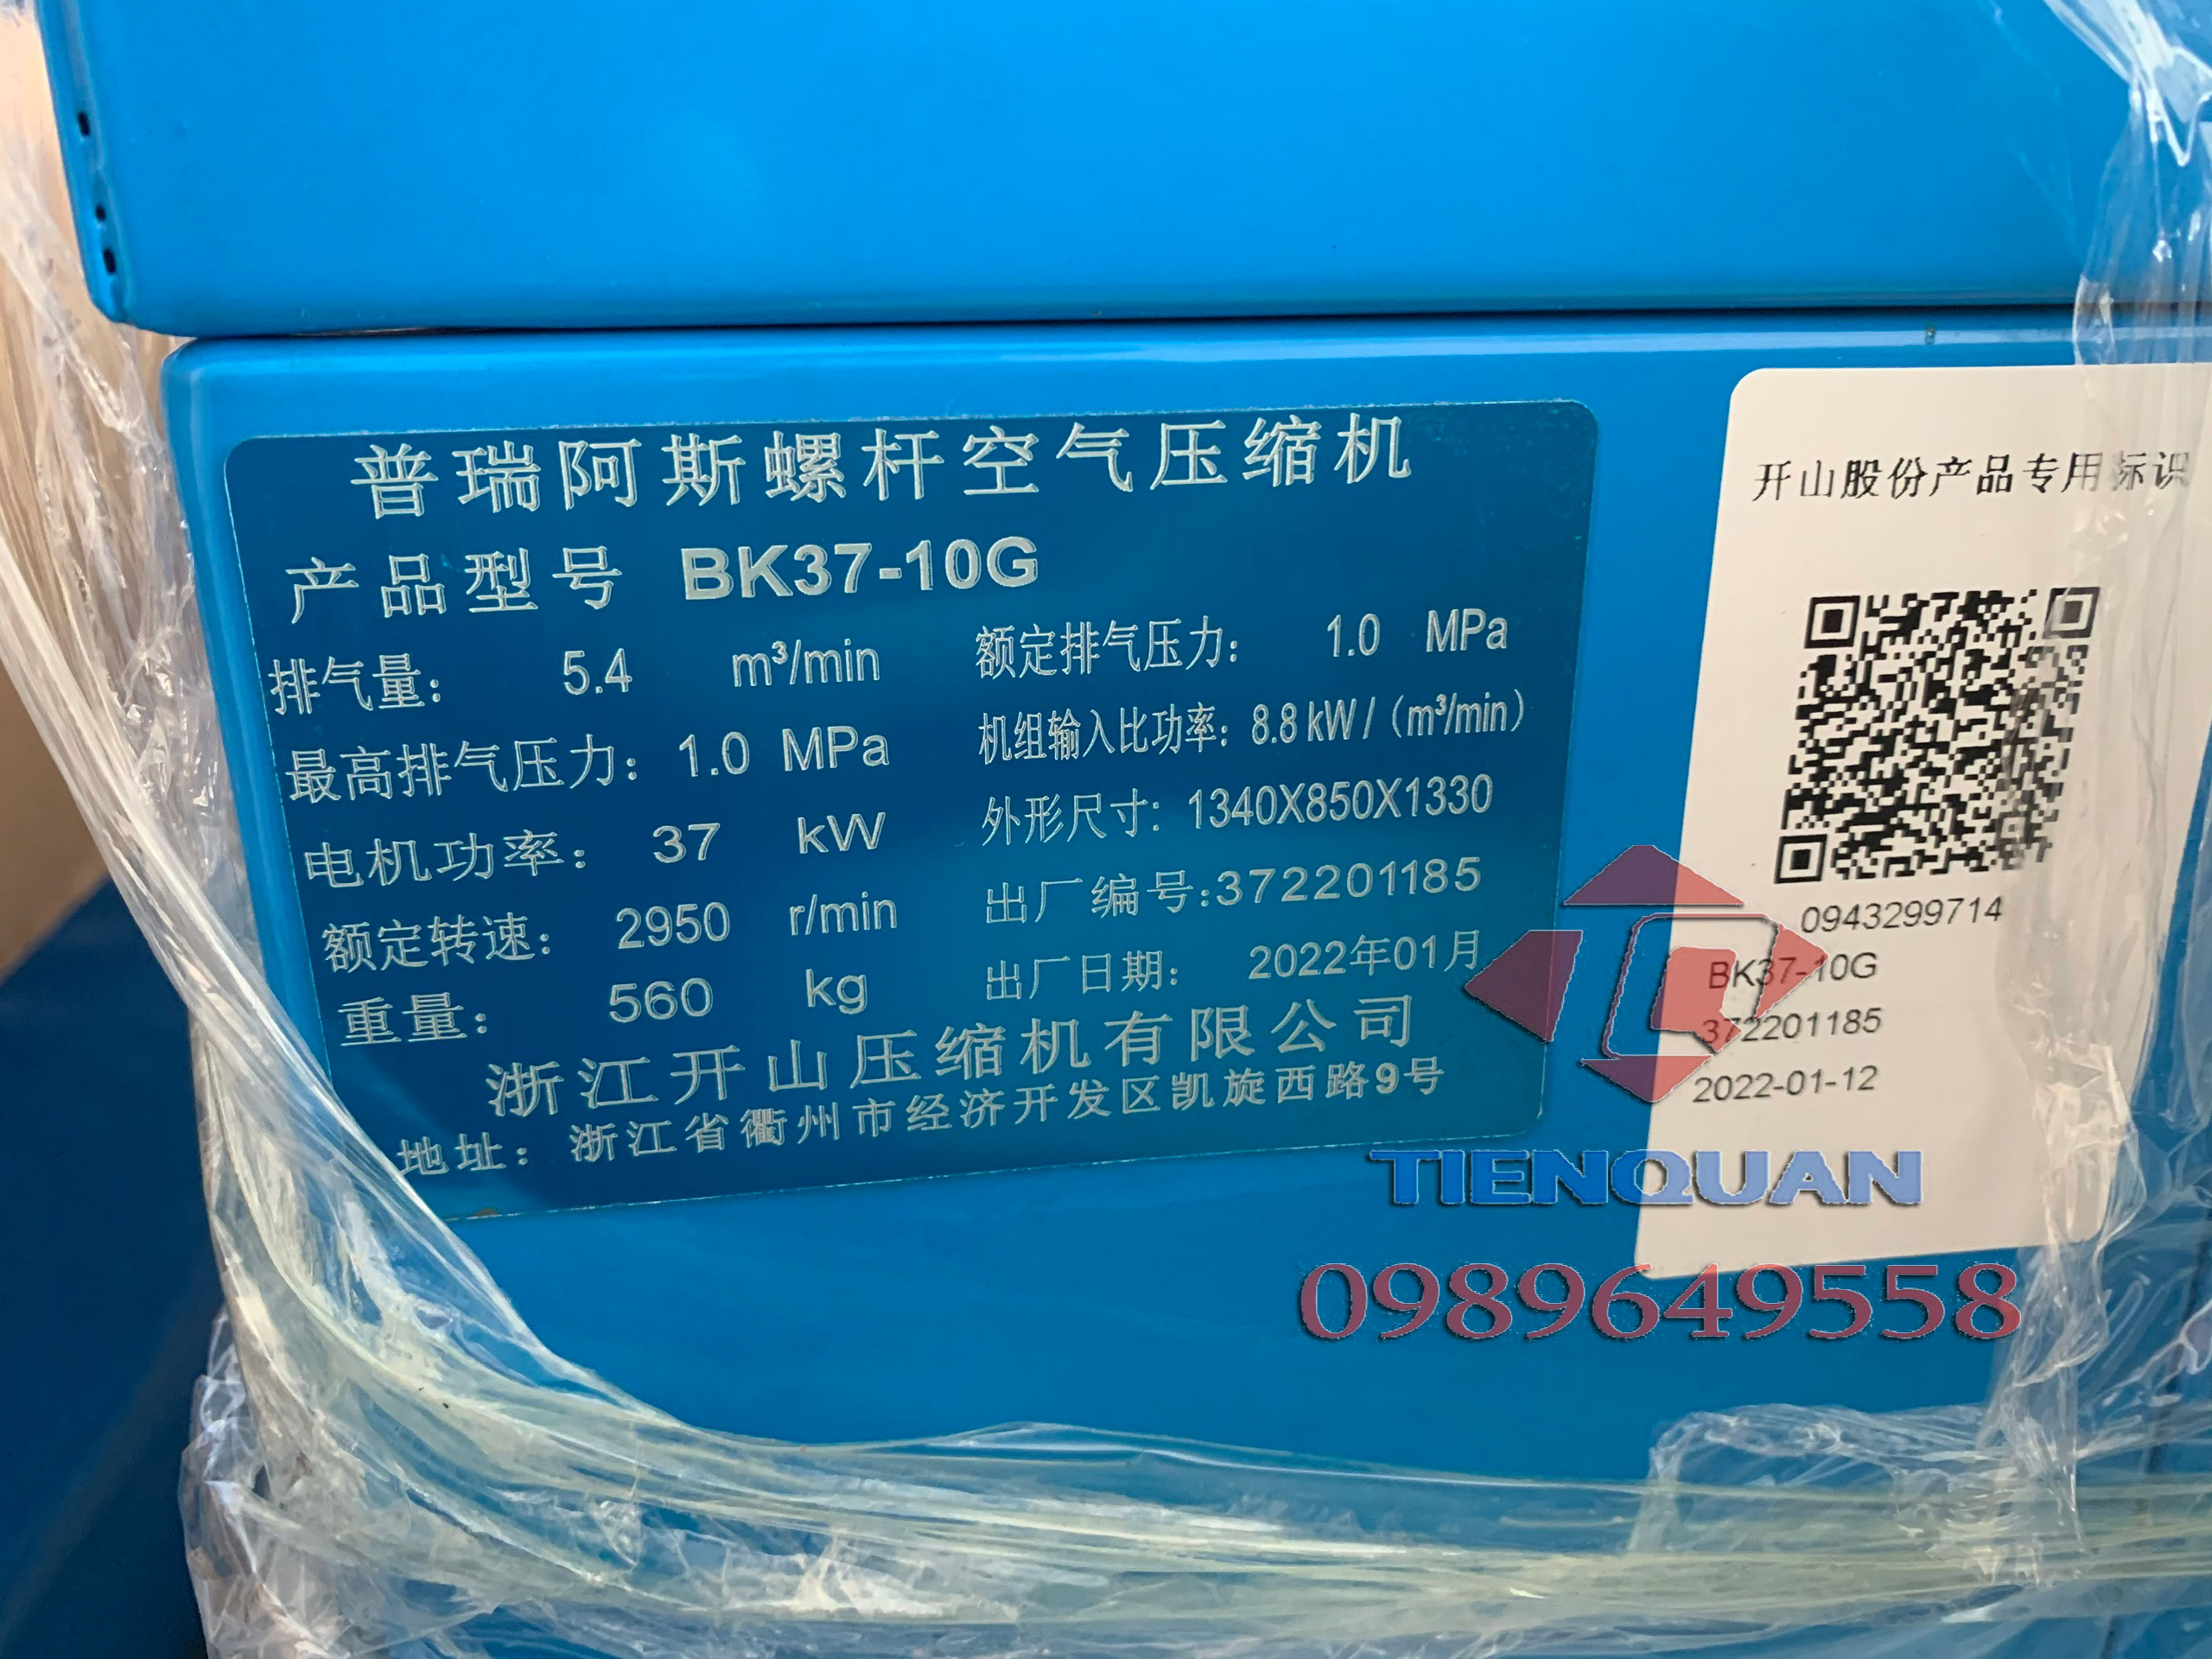 普瑞阿斯螺杆空气压缩机
产品型号 BK37-10G
排气量: 5.4 m³/min 额定排气压力: 1.0 MPa
最高排气压力: 1.0 MPa 机组输入比功率: 8.8 kW/（m³/min）
电机功率: 37 kW 外形尺寸: 1340X850X1330
额定转速: 2950 r/min 出厂编号:372201185
重量: 560 kg 出厂日期: 2022年01月
浙江开山压缩机有限公司
地址: 浙江省衢州市经济开发区凯旋西路9号
开山股份产品专用标识
0943299714
BK37-10G
372201185
2022-01-12
TIENQUAN
0989649558